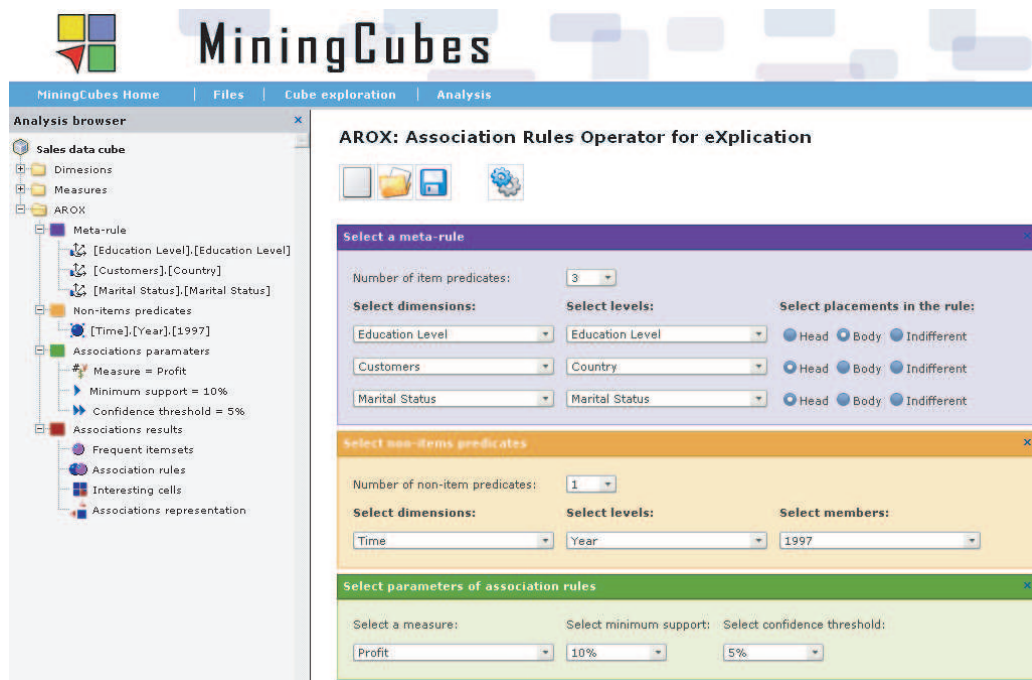 MiningCubes
MiningCubes Home | Files | Cube exploration | Analysis
Analysis browser
Sales data cube
Dimesions
Measures
AROX
Meta-rule
[Education Level].[Education Level]
[Customers].[Country]
[Marital Status].[Marital Status]
Non-items predicates
[Time].[Year].[1997]
Associations paramaters
Measure = Profit
Minimum support = 10%
Confidence threshold = 5%
Associations results
Frequent itemsets
Association rules
Interesting cells
Associations representation
AROX: Association Rules Operator for eXplication
Select a meta-rule
Number of item predicates: 3
Select dimensions: Select levels: Select placements in the rule:
Education Level Education Level Head Body Indifferent
Customers Country Head Body Indifferent
Marital Status Marital Status Head Body Indifferent
Select non-items predicates
Number of non-item predicates: 1
Select dimensions: Select levels: Select members:
Time Year 1997
Select parameters of association rules
Select a measure: Select minimum support: Select confidence threshold:
Profit 10% 5%